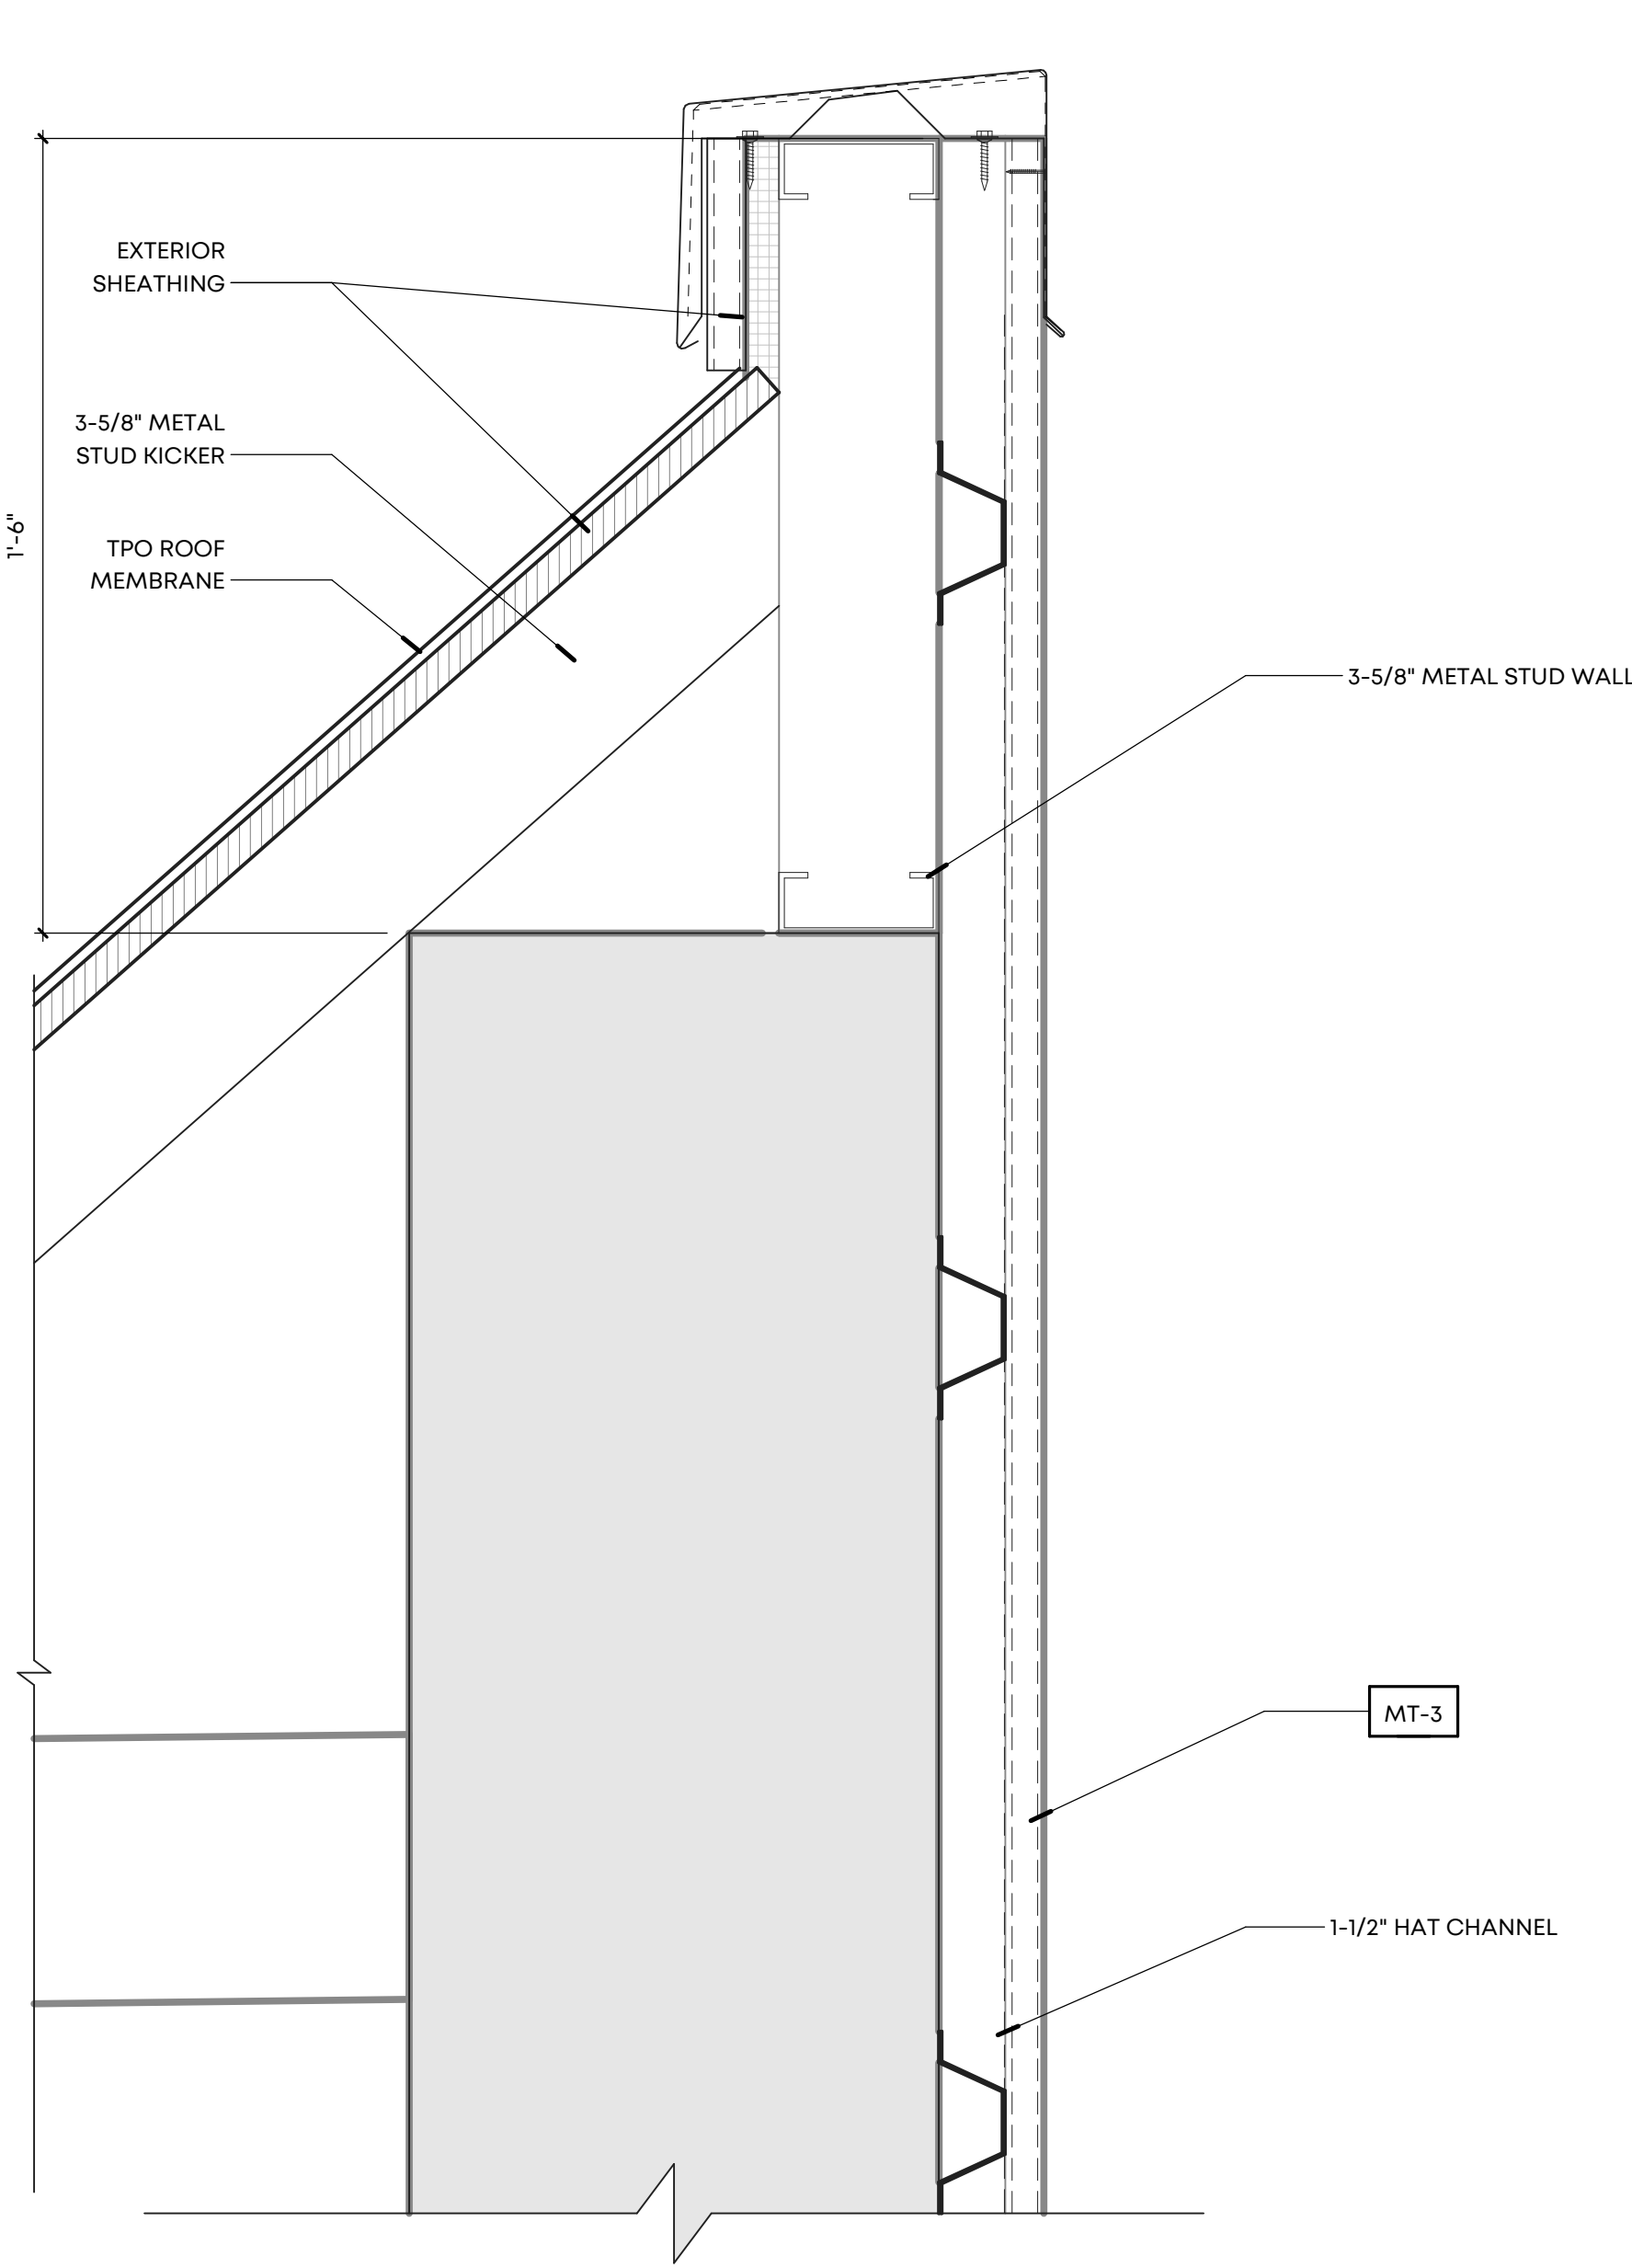 EXTERIOR
SHEATHING
3-5/8" METAL
STUD KICKER
1'-6"
TPO ROOF
MEMBRANE
3-5/8" METAL STUD WALL
MT-3
1-1/2" HAT CHANNEL